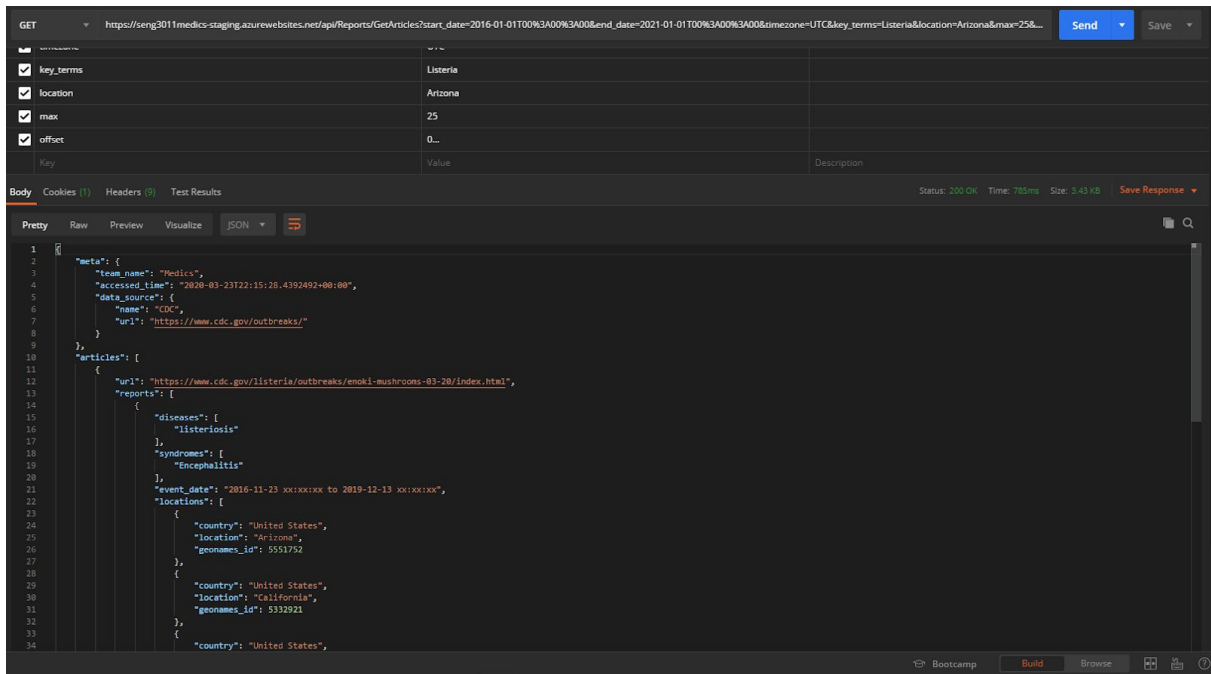 GET https://seng3011medics-staging.azurewebsites.net/api/Reports/GetArticles?start_date=2016-01-01T00%3A00%3A00&end_date=2021-01-01T00%3A00%3A00&timezone=UTC&key_terms=Listeria&location=Arizona&max=25&... Send Save
key_terms Listeria
location Arizona
max 25
offset 0...
Key Value Description
Body Cookies (1) Headers (9) Test Results Status: 200 OK Time: 785ms Size: 3.43 KB Save Response
Pretty Raw Preview Visualize JSON
1 {
2 "meta": {
3 "team_name": "Medics",
4 "accessed_time": "2020-03-23T22:15:28.4392492+00:00",
5 "data_source": {
6 "name": "CDC",
7 "url": "https://www.cdc.gov/outbreaks/"
8 }
9 },
10 "articles": [
11 {
12 "url": "https://www.cdc.gov/listeria/outbreaks/enoki-mushrooms-03-20/index.html",
13 "reports": [
14 {
15 "diseases": [
16 "listeriosis"
17 ],
18 "syndromes": [
19 "Encephalitis"
20 ],
21 "event_date": "2016-11-23 xx:xx:xx to 2019-12-13 xx:xx:xx",
22 "locations": [
23 {
24 "country": "United States",
25 "location": "Arizona",
26 "geonames_id": 5551752
27 },
28 {
29 "country": "United States",
30 "location": "California",
31 "geonames_id": 5332921
32 },
33 {
34 "country": "United States",
Bootcamp Build Browse